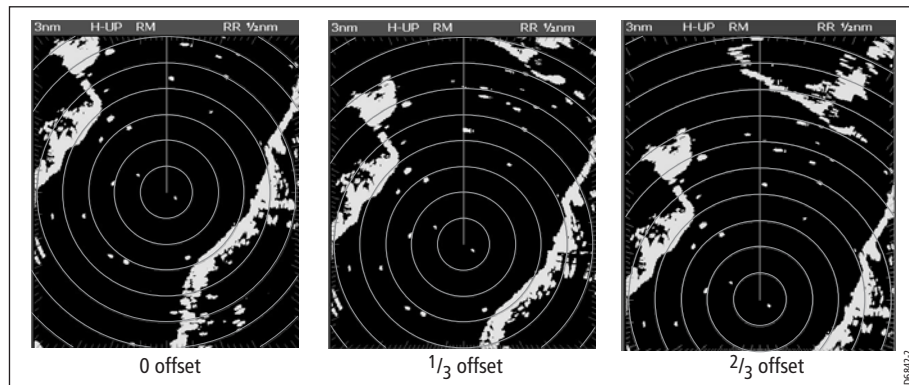 3nm H-UP RM RR ½nm
3nm H-UP RM RR ½nm
3nm H-UP RM RR ½nm
0 offset
1/3 offset
2/3 offset
D6842-2